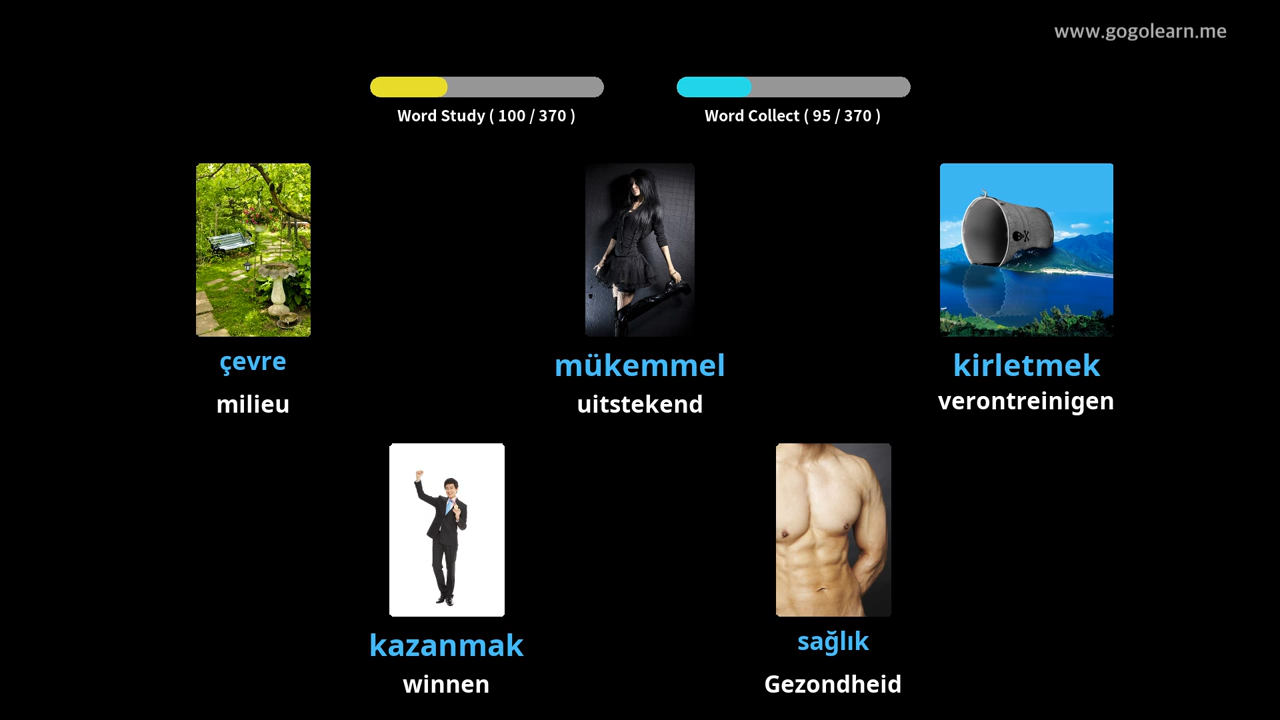 www.gogolearn.me
Word Study ( 100 / 370 )
Word Collect ( 95 / 370 )
çevre
milieu
mükemmel
uitstekend
kirletmek
verontreinigen
kazanmak
winnen
sağlık
Gezondheid